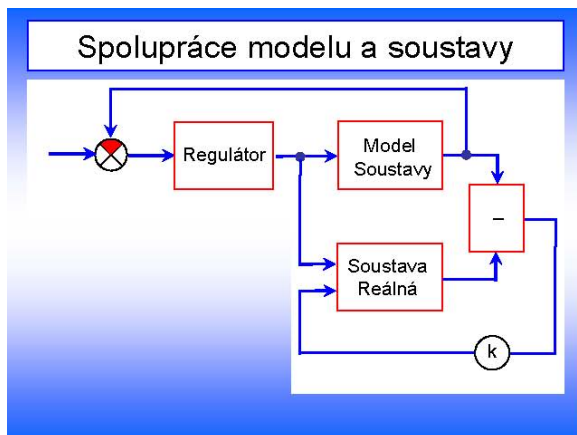 Spolupráce modelu a soustavy
Regulátor
Model
Soustavy
–
Soustava
Reálná
k